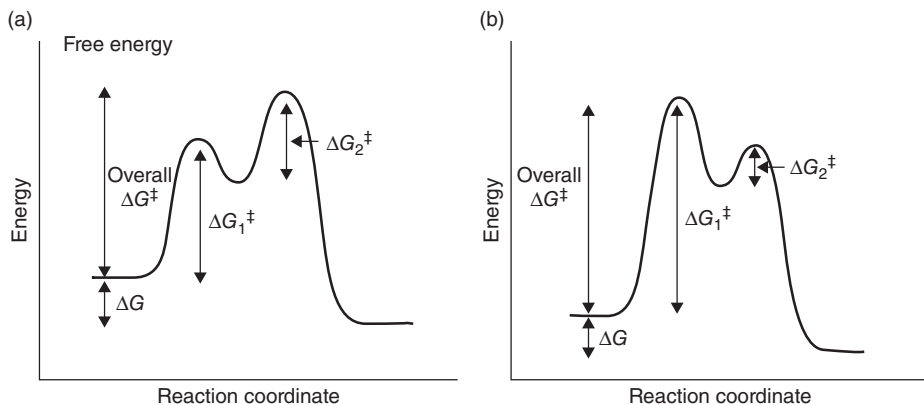 (a)
Free energy
Energy
Overall
ΔG‡
ΔG1‡
ΔG2‡
ΔG
Reaction coordinate
(b)
Energy
Overall
ΔG‡
ΔG1‡
ΔG2‡
ΔG
Reaction coordinate